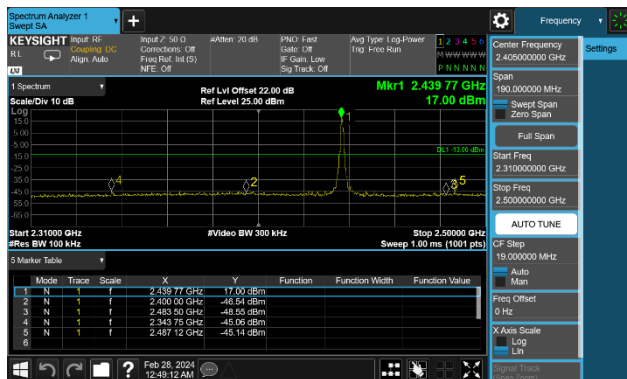 Spectrum Analyzer 1
Swept SA
Frequency
KEYSIGHT Input: RF Input Z: 50 Ω #Atten: 20 dB PNO: Fast Avg Type: Log-Power 1 2 3 4 5 6
RL Coupling: DC Corrections: Off Gate: Off Trig: Free Run M W W W W W
Align: Auto Freq Ref: Int (S) IF Gain: Low
NFE: Off Sig Track: Off P N N N N N
LXI
1 Spectrum
Ref Lvl Offset 22.00 dB Mkr1 2.439 77 GHz
Scale/Div 10 dB Ref Level 25.00 dBm 17.00 dBm
Log
15.0
5.00
-5.00
-15.0
-25.0
-35.0
-45.0
-55.0
-65.0
1
DL1 -13.00 dBm
4
2
3
5
Start 2.31000 GHz #Video BW 300 kHz Stop 2.50000 GHz
#Res BW 100 kHz Sweep 1.00 ms (1001 pts)
5 Marker Table
Mode Trace Scale X Y Function Function Width Function Value
1 N 1 f 2.439 77 GHz 17.00 dBm
2 N 1 f 2.400 00 GHz -46.54 dBm
3 N 1 f 2.483 50 GHz -48.55 dBm
4 N 1 f 2.343 75 GHz -45.06 dBm
5 N 1 f 2.487 12 GHz -45.14 dBm
6
?
Feb 28, 2024
12:49:12 AM
Center Frequency
2.405000000 GHz
Settings
Span
190.000000 MHz
Swept Span
Zero Span
Full Span
Start Freq
2.310000000 GHz
Stop Freq
2.500000000 GHz
AUTO TUNE
CF Step
19.000000 MHz
Auto
Man
Freq Offset
0 Hz
X Axis Scale
Log
Lin
Signal Track
(Span Zoom)